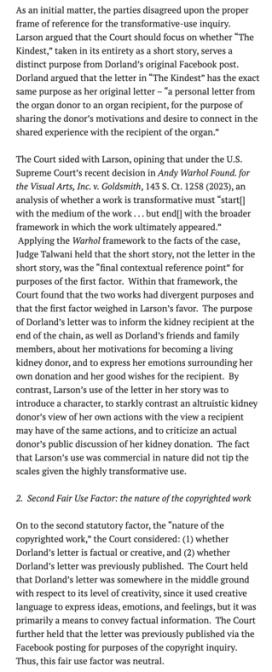 As an initial matter, the parties disagreed upon the proper
frame of reference for the transformative-use inquiry.
Larson argued that the Court should focus on whether "The
Kindest," taken in its entirety as a short story, serves a
distinct purpose from Dorland's original Facebook post.
Dorland argued that the letter in "The Kindest" has the exact
same purpose as her original letter – "a personal letter from
the organ donor to an organ recipient, for the purpose of
sharing the donor's motivations and desire to connect in the
shared experience with the recipient of the organ."
The Court sided with Larson, opining that under the U.S.
Supreme Court's recent decision in Andy Warhol Found. for
the Visual Arts, Inc. v. Goldsmith, 143 S. Ct. 1258 (2023), an
analysis of whether a work is transformative must "start[]
with the medium of the work . . . but end[] with the broader
framework in which the work ultimately appeared."
Applying the Warhol framework to the facts of the case,
Judge Talwani held that the short story, not the letter in the
short story, was the "final contextual reference point" for
purposes of the first factor. Within that framework, the
Court found that the two works had divergent purposes and
that the first factor weighed in Larson's favor. The purpose
of Dorland's letter was to inform the kidney recipient at the
end of the chain, as well as Dorland's friends and family
members, about her motivations for becoming a living
kidney donor, and to express her emotions surrounding her
own donation and her good wishes for the recipient. By
contrast, Larson's use of the letter in her story was to
introduce a character, to starkly contrast an altruistic kidney
donor's view of her own actions with the view a recipient
may have of the same actions, and to criticize an actual
donor's public discussion of her kidney donation. The fact
that Larson's use was commercial in nature did not tip the
scales given the highly transformative use.
2. Second Fair Use Factor: the nature of the copyrighted work
On to the second statutory factor, the "nature of the
copyrighted work," the Court considered: (1) whether
Dorland's letter is factual or creative, and (2) whether
Dorland's letter was previously published. The Court held
that Dorland's letter was somewhere in the middle ground
with respect to its level of creativity, since it used creative
language to express ideas, emotions, and feelings, but it was
primarily a means to convey factual information. The Court
further held that the letter was previously published via the
Facebook posting for purposes of the copyright inquiry.
Thus, this fair use factor was neutral.